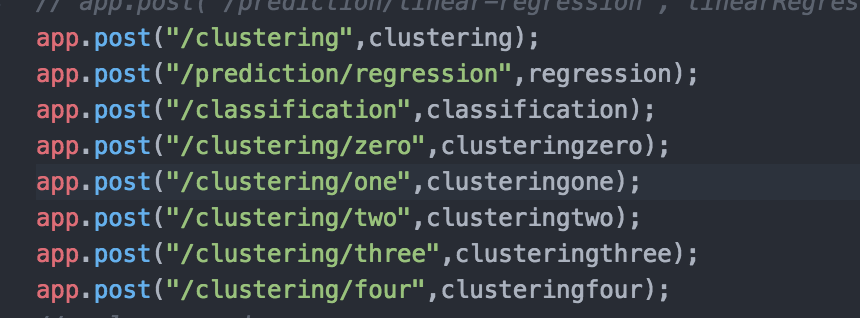 // app.post("/prediction/linear-regression", linearRegres
app.post("/clustering",clustering);
app.post("/prediction/regression",regression);
app.post("/classification",classification);
app.post("/clustering/zero",clusteringzero);
app.post("/clustering/one",clusteringone);
app.post("/clustering/two",clusteringtwo);
app.post("/clustering/three",clusteringthree);
app.post("/clustering/four",clusteringfour);